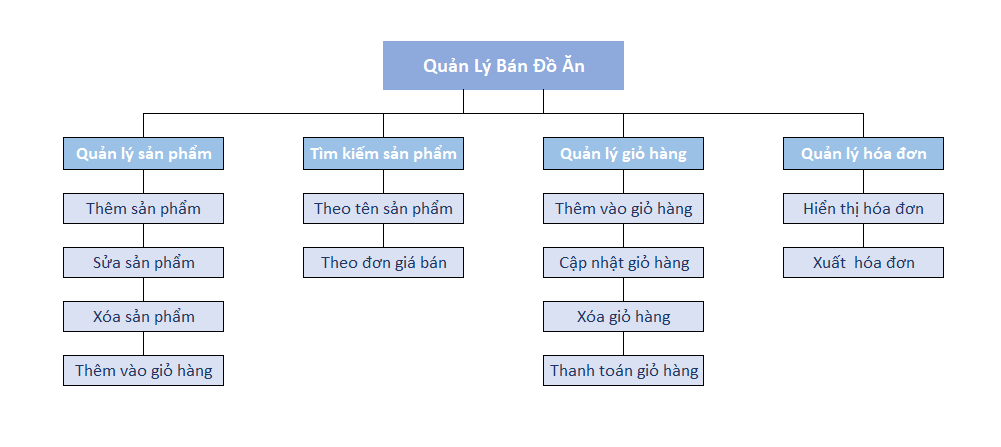 Quản Lý Bán Đồ Ăn
Quản lý sản phẩm
Thêm sản phẩm
Sửa sản phẩm
Xóa sản phẩm
Thêm vào giỏ hàng
Tìm kiếm sản phẩm
Theo tên sản phẩm
Theo đơn giá bán
Quản lý giỏ hàng
Thêm vào giỏ hàng
Cập nhật giỏ hàng
Xóa giỏ hàng
Thanh toán giỏ hàng
Quản lý hóa đơn
Hiển thị hóa đơn
Xuất  hóa đơn